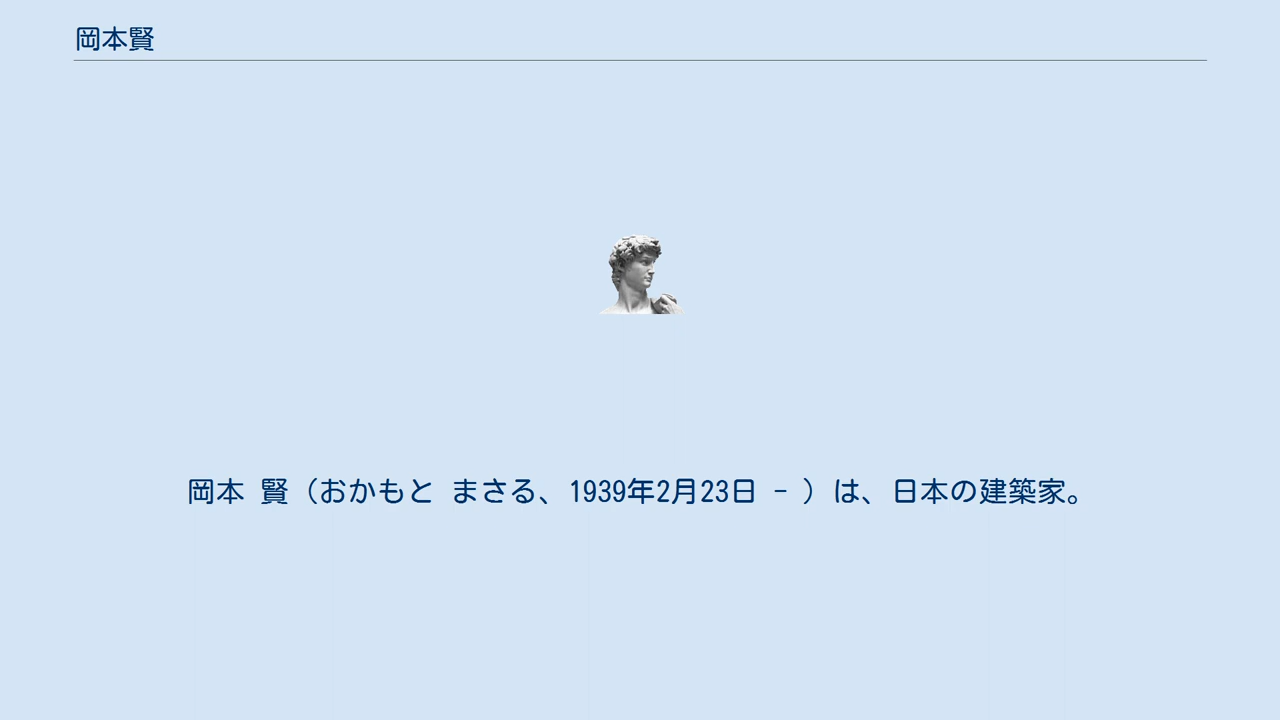 岡本賢
岡本 賢（おかもと まさる、1939年2月23日 - ）は、日本の建築家。